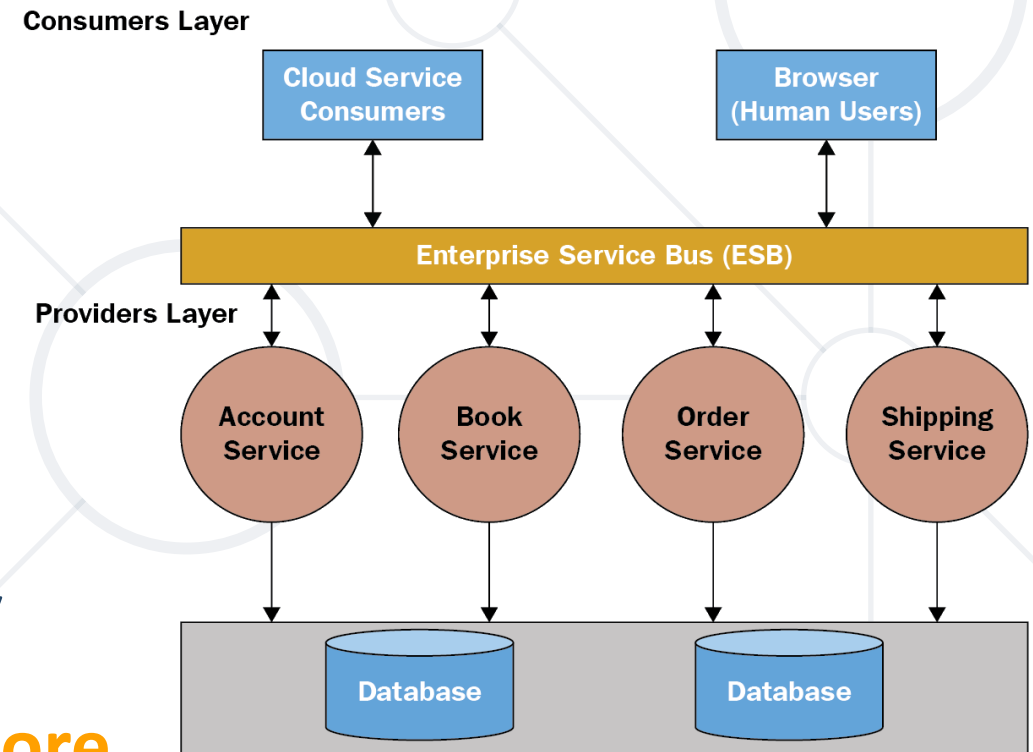 Consumers Layer
Cloud Service
Consumers
Browser
(Human Users)
Enterprise Service Bus (ESB)
Providers Layer
Account
Service
Book
Service
Order
Service
Shipping
Service
Database
Database